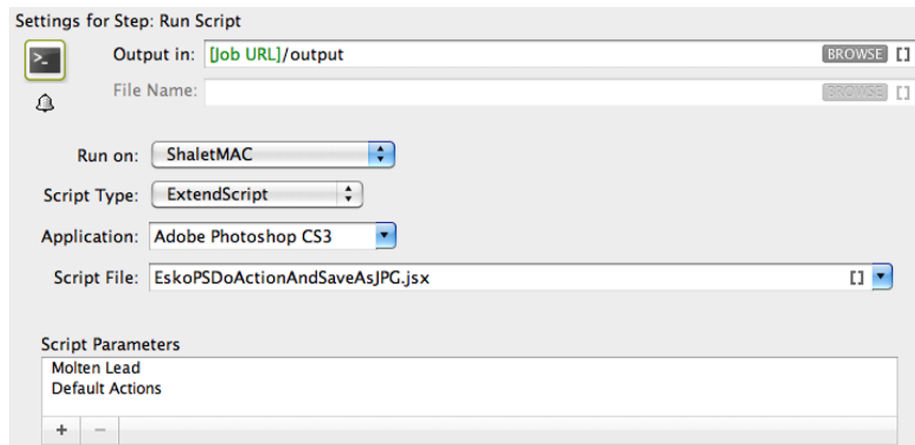 Settings for Step: Run Script
Output in: [Job URL]/output BROWSE []
File Name: BROWSE []
Run on: ShaletMAC
Script Type: ExtendScript
Application: Adobe Photoshop CS3
Script File: EskoPSDoActionAndSaveAsJPG.jsx []
Script Parameters
Molten Lead
Default Actions
+ −